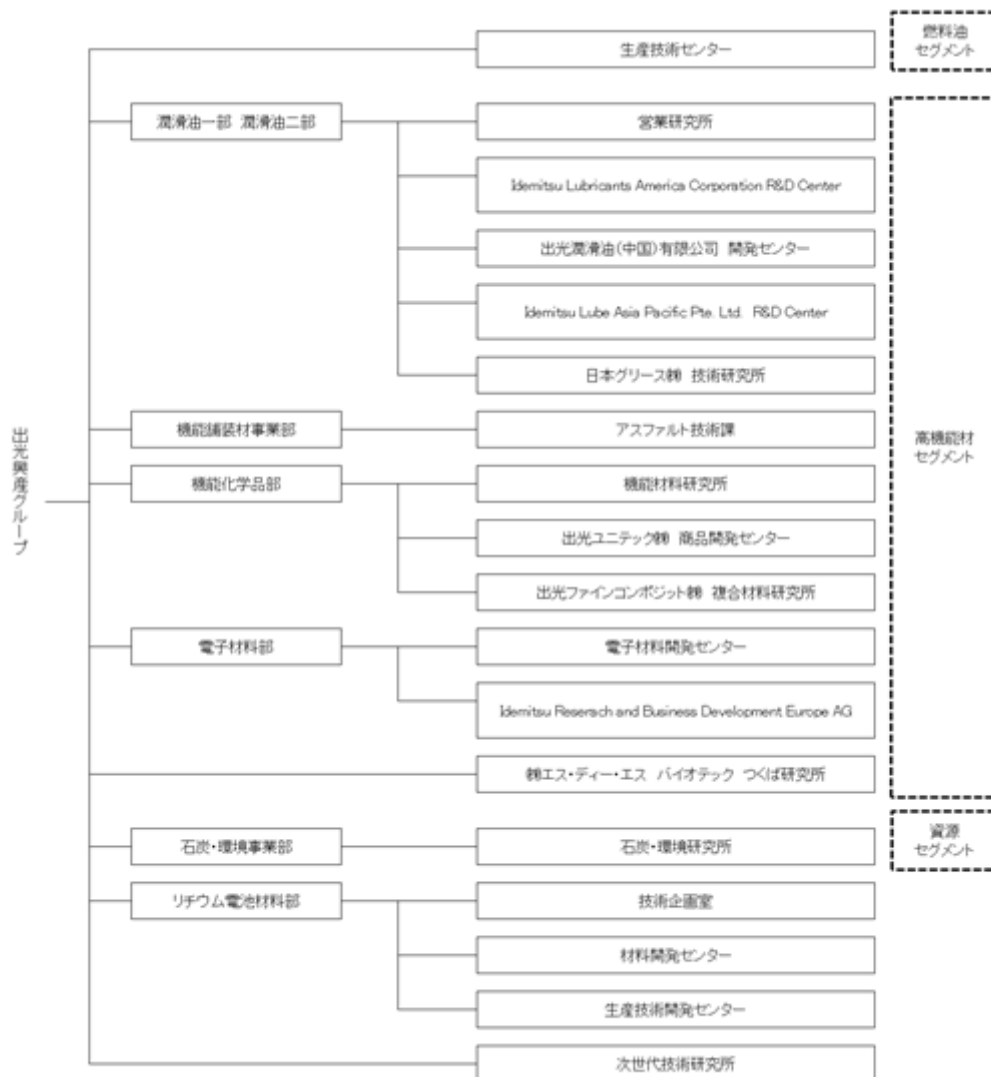 燃料油
セグメント
生産技術センター
潤滑油一部 潤滑油二部
営業研究所
Idemitsu Lubricants America Corporation R&D Center
出光潤滑油(中国)有限公司 開発センター
Idemitsu Lube Asia Pacific Pte. Ltd. R&D Center
日本グリース㈱ 技術研究所
出光興産グループ
機能舗装材事業部
アスファルト技術課
高機能材
セグメント
機能化学品部
機能材料研究所
出光ユニテック㈱ 商品開発センター
出光ファインコンポジット㈱ 複合材料研究所
電子材料部
電子材料開発センター
Idemitsu Reserach and Business Development Europe AG
㈱エス・ディー・エス バイオテック つくば研究所
資源
セグメント
石炭・環境事業部
石炭・環境研究所
リチウム電池材料部
技術企画室
材料開発センター
生産技術開発センター
次世代技術研究所